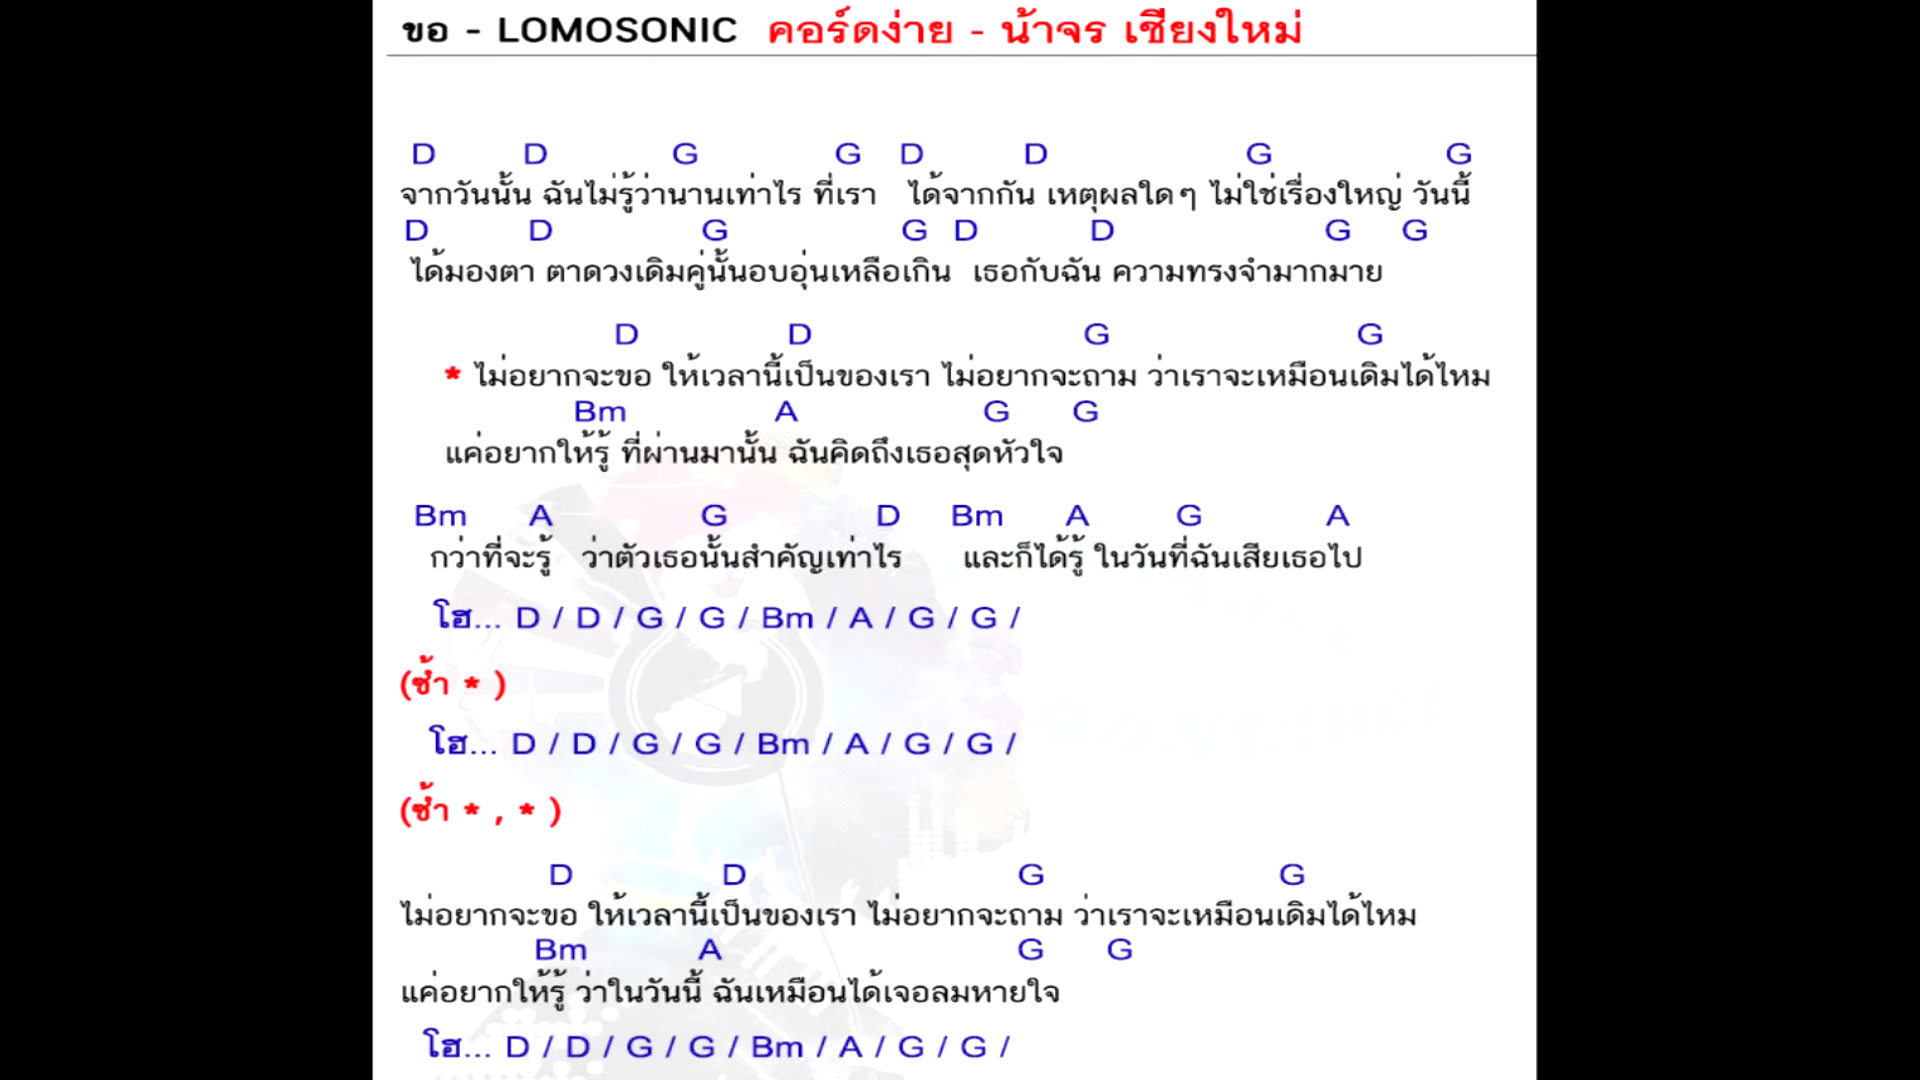 ขอ - LOMOSONIC คอร์ดง่าย - น้าจร เชียงใหม่
D D G G D D G G
จากวันนั้น ฉันไม่รู้ว่านานเท่าไร ที่เรา ได้จากกัน เหตุผลใดๆ ไม่ใช่เรื่องใหญ่ วันนี้
D D G G D D G G
ได้มองตา ตาดวงเดิมคู่นั้นอบอุ่นเหลือเกิน เธอกับฉัน ความทรงจำมากมาย
D D G G
* ไม่อยากจะขอ ให้เวลานี้เป็นของเรา ไม่อยากจะถาม ว่าเราจะเหมือนเดิมได้ไหม
Bm A G G
แค่อยากให้รู้ ที่ผ่านมานั้น ฉันคิดถึงเธอสุดหัวใจ
Bm A G D Bm A G A
กว่าที่จะรู้ ว่าตัวเธอนั้นสำคัญเท่าไร และก็ได้รู้ ในวันที่ฉันเสียเธอไป
โฮ... D / D / G / G / Bm / A / G / G /
(ซ้ำ * )
โฮ... D / D / G / G / Bm / A / G / G /
(ซ้ำ * , * )
D D G G
ไม่อยากจะขอ ให้เวลานี้เป็นของเรา ไม่อยากจะถาม ว่าเราจะเหมือนเดิมได้ไหม
Bm A G G
แค่อยากให้รู้ ว่าในวันนี้ ฉันเหมือนได้เจอลมหายใจ
โฮ... D / D / G / G / Bm / A / G / G /